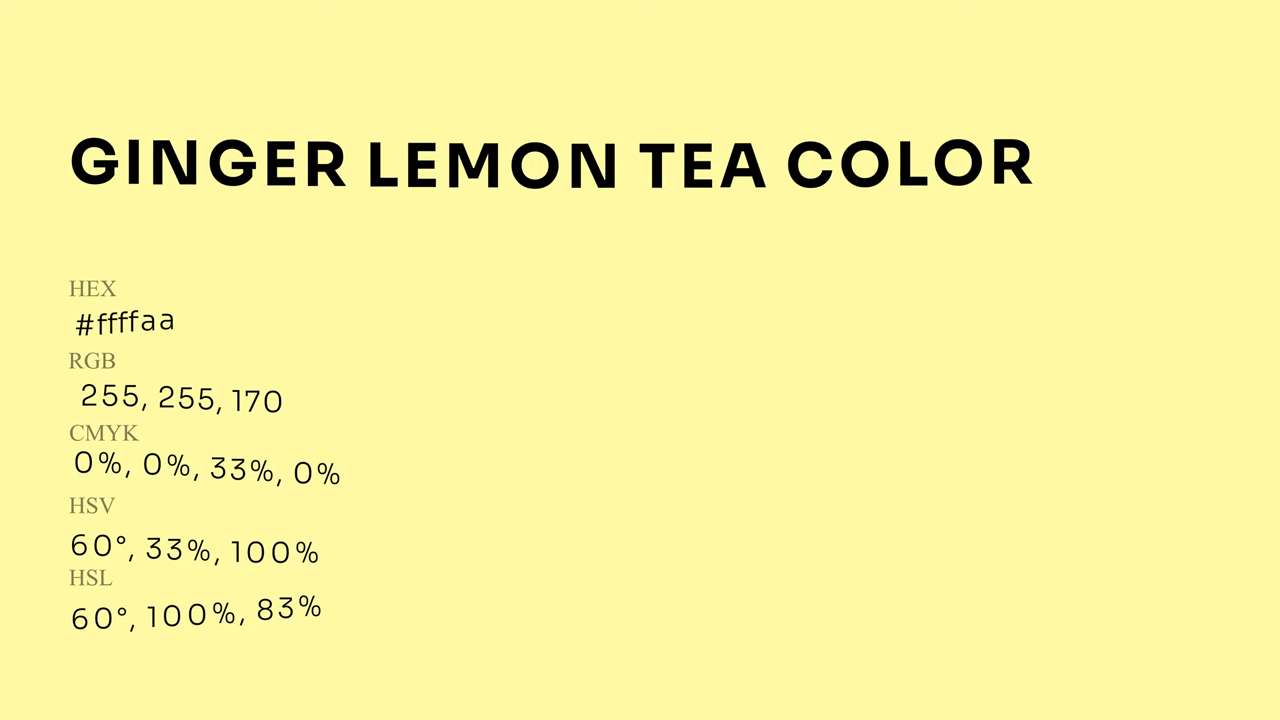 GINGER LEMON TEA COLOR
HEX
#ffffaa
RGB
255, 255, 170
CMYK
0%, 0%, 33%, 0%
HSV
60°, 33%, 100%
HSL
60°, 100%, 83%